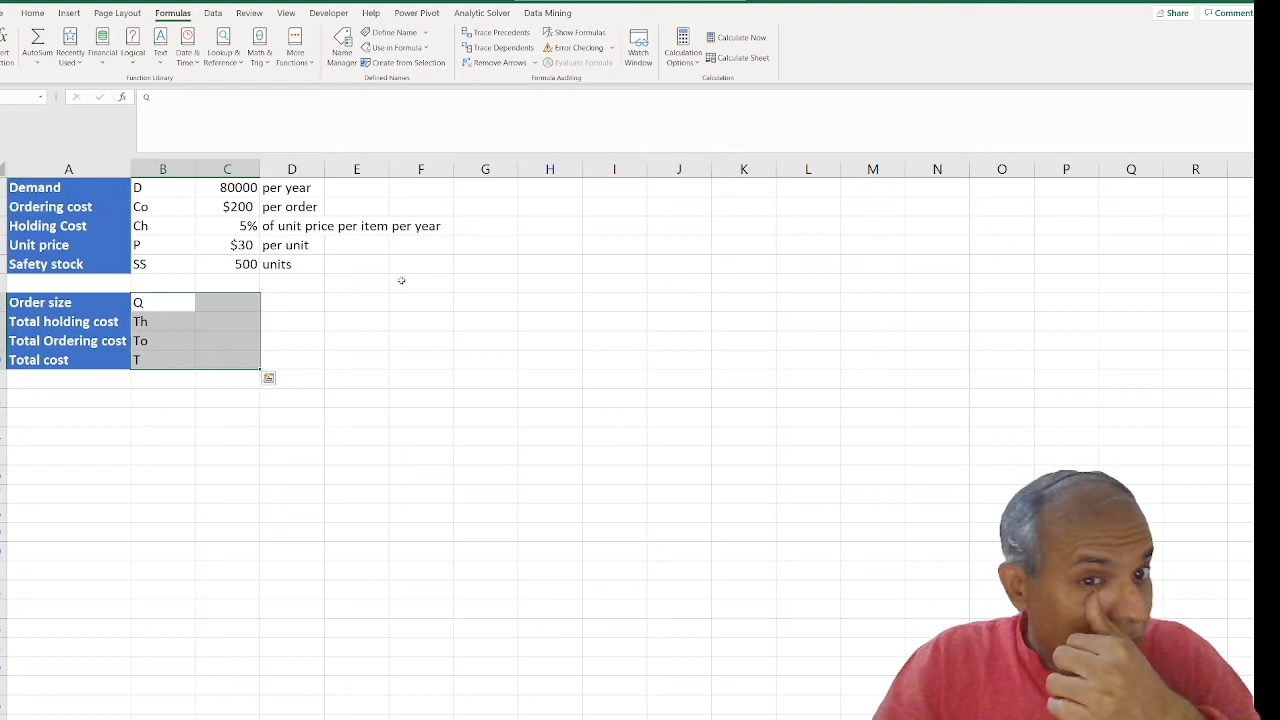 Home Insert Page Layout Formulas Data Review View Developer Help Power Pivot Analytic Solver Data Mining
Share Comment
AutoSum Recently Used Financial Logical Text Date & Time Lookup & Reference Math & Trig More Functions
Function Library
Name Manager Define Name Use in Formula Create from Selection
Defined Names
Trace Precedents Show Formulas
Trace Dependents Error Checking
Remove Arrows Evaluate Formula
Formula Auditing
Watch Window
Calculation Options Calculate Now Calculate Sheet
Calculation
fx Q
A B C D E F G H I J K L M N O P Q R
Demand D 80000 per year
Ordering cost Co $200 per order
Holding Cost Ch 5% of unit price per item per year
Unit price P $30 per unit
Safety stock SS 500 units
Order size Q
Total holding cost Th
Total Ordering cost To
Total cost T